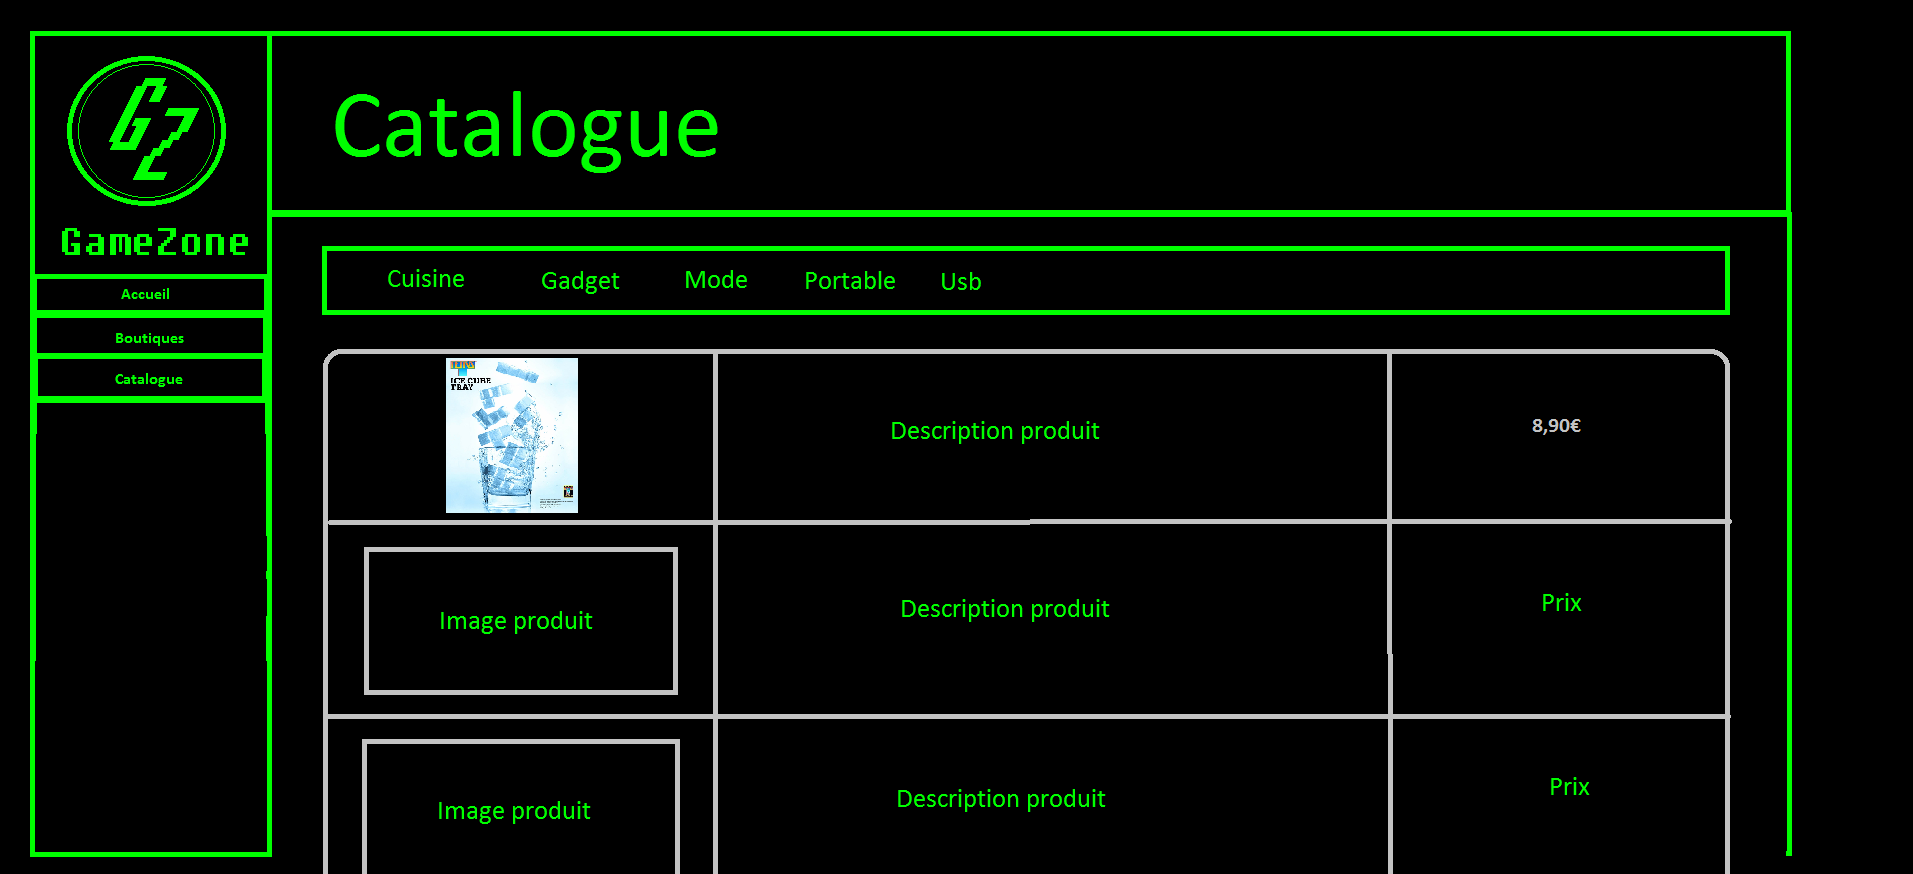 GZ
GameZone
Accueil
Boutiques
Catalogue
Catalogue
Cuisine Gadget Mode Portable Usb
ICE CUBE
TRAY
Description produit
8,90€
Image produit
Description produit
Prix
Image produit
Description produit
Prix